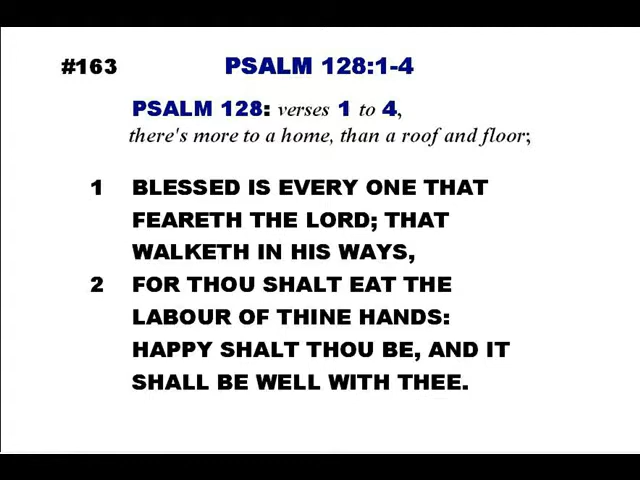 #163 PSALM 128:1-4
PSALM 128: verses 1 to 4,
there's more to a home, than a roof and floor;
1 BLESSED IS EVERY ONE THAT
FEARETH THE LORD; THAT
WALKETH IN HIS WAYS,
2 FOR THOU SHALT EAT THE
LABOUR OF THINE HANDS:
HAPPY SHALT THOU BE, AND IT
SHALL BE WELL WITH THEE.